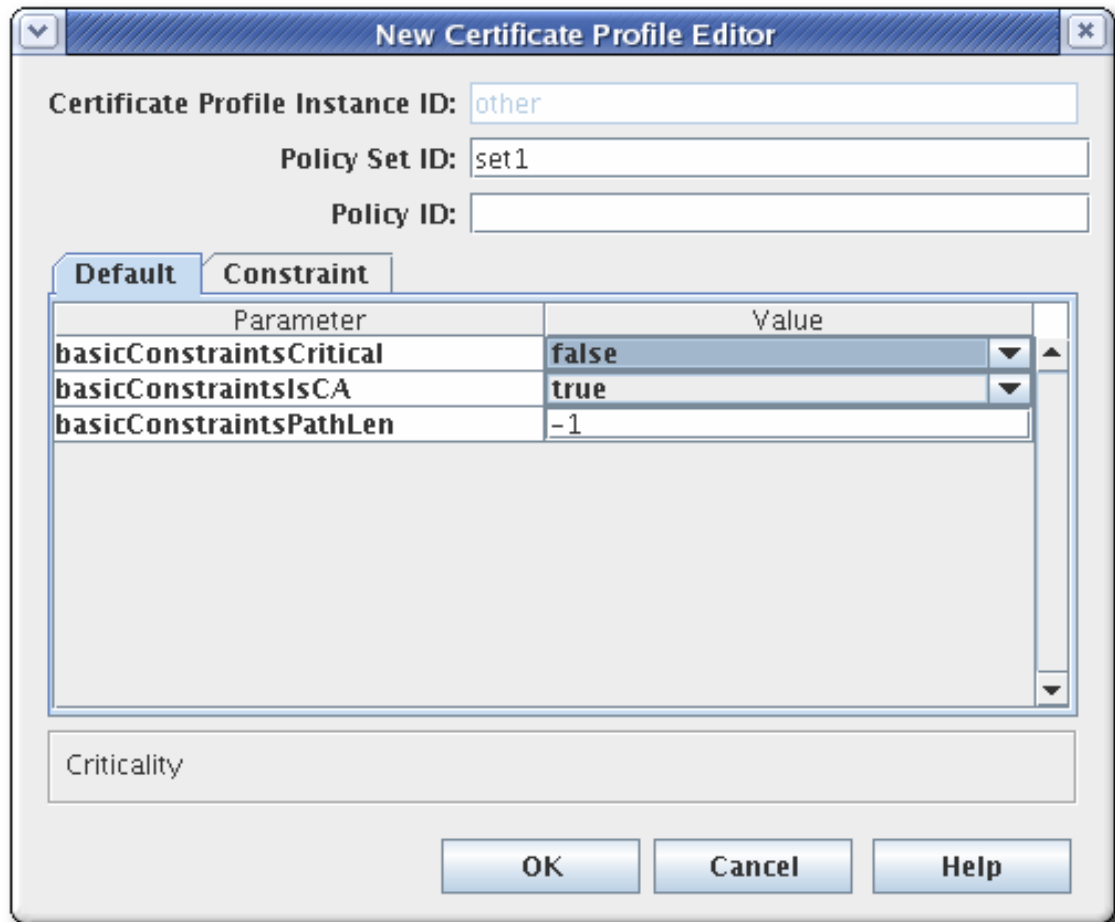 New Certificate Profile Editor
Certificate Profile Instance ID: other
Policy Set ID: set1
Policy ID:
Default Constraint
Parameter Value
basicConstraintsCritical false
basicConstraintsIsCA true
basicConstraintsPathLen -1
Criticality
OK Cancel Help